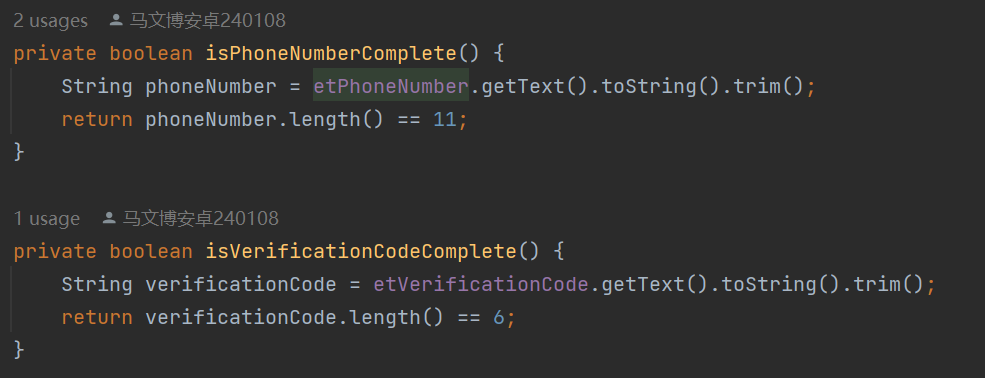 2 usages 马文博安卓240108
private boolean isPhoneNumberComplete() {
String phoneNumber = etPhoneNumber.getText().toString().trim();
return phoneNumber.length() == 11;
}
1 usage 马文博安卓240108
private boolean isVerificationCodeComplete() {
String verificationCode = etVerificationCode.getText().toString().trim();
return verificationCode.length() == 6;
}